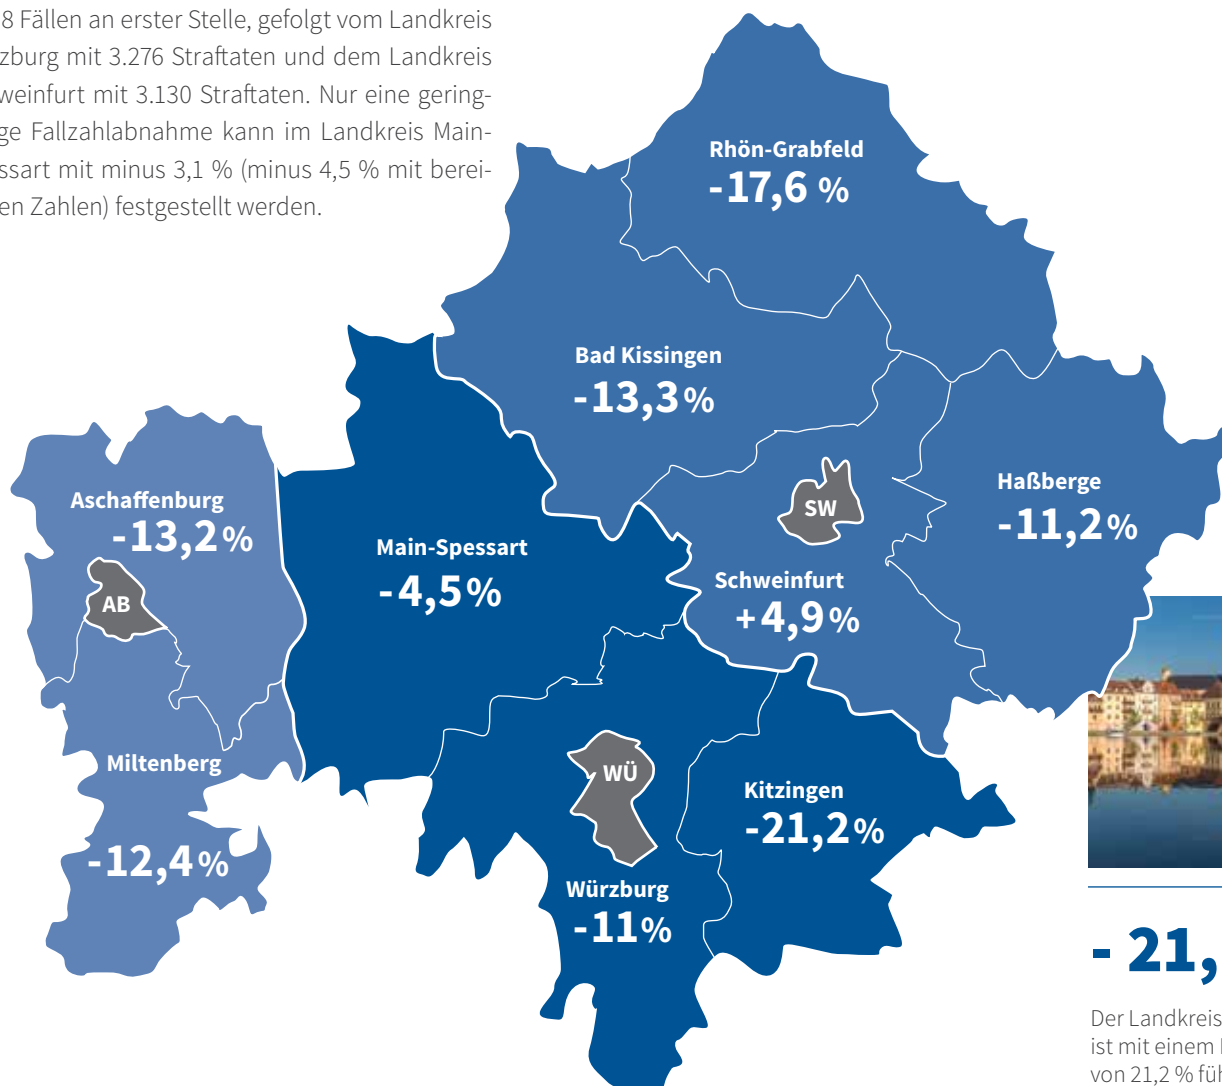 8 Fällen an erster Stelle, gefolgt vom Landkreis
zburg mit 3.276 Straftaten und dem Landkreis
weinfurt mit 3.130 Straftaten. Nur eine gering-
ge Fallzahlabnahme kann im Landkreis Main-
ssart mit minus 3,1 % (minus 4,5 % mit berei-
en Zahlen) festgestellt werden.
Rhön-Grabfeld
-17,6 %
Bad Kissingen
-13,3%
Haßberge
-11,2%
Aschaffenburg
-13,2%
AB
Main-Spessart
-4,5%
SW
Schweinfurt
+4,9%
Miltenberg
-12,4%
WÜ
Würzburg
-11%
Kitzingen
-21,2%
- 21,
Der Landkreis
ist mit einem
von 21,2 % füh